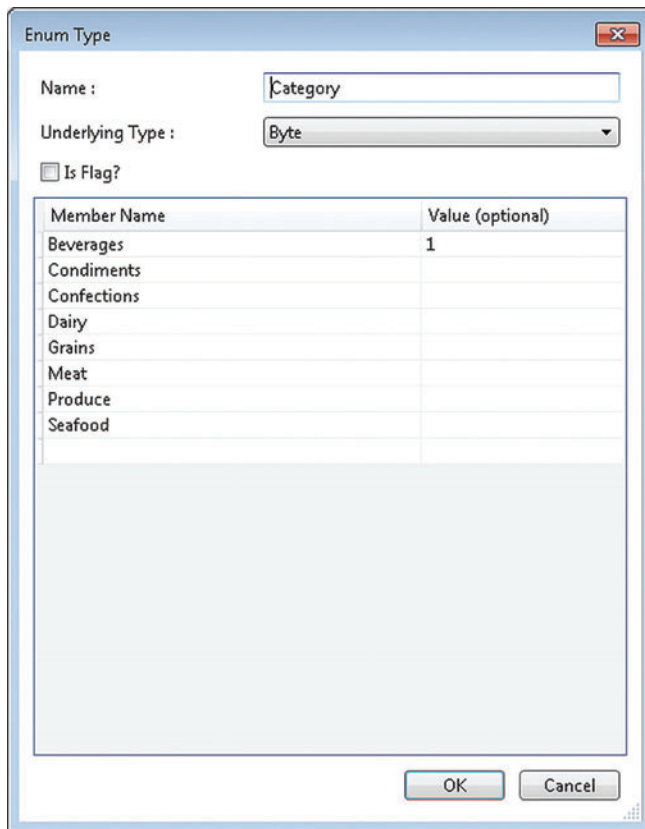 Enum Type
Name : Category
Underlying Type : Byte
Is Flag?
Member Name Value (optional)
Beverages 1
Condiments
Confections
Dairy
Grains
Meat
Produce
Seafood
OK Cancel